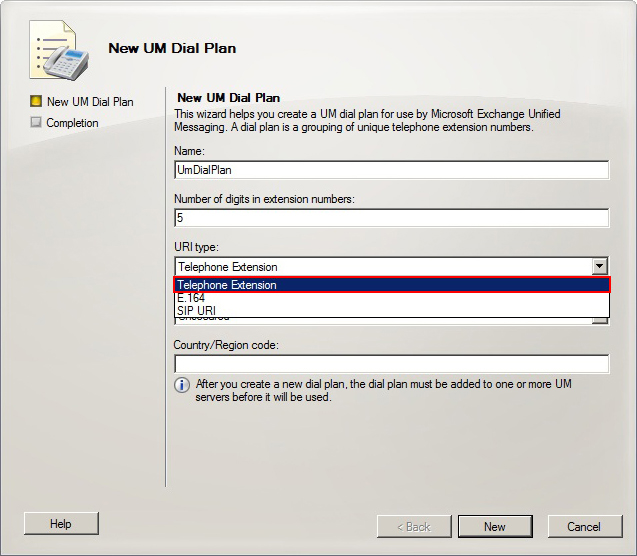 New UM Dial Plan
New UM Dial Plan
Completion
New UM Dial Plan
This wizard helps you create a UM dial plan for use by Microsoft Exchange Unified
Messaging. A dial plan is a grouping of unique telephone extension numbers.
Name:
UmDialPlan
Number of digits in extension numbers:
5
URI type:
Telephone Extension
Telephone Extension
E.164
SIP URI
Country/Region code:
After you create a new dial plan, the dial plan must be added to one or more UM
servers before it will be used.
Help
< Back
New
Cancel